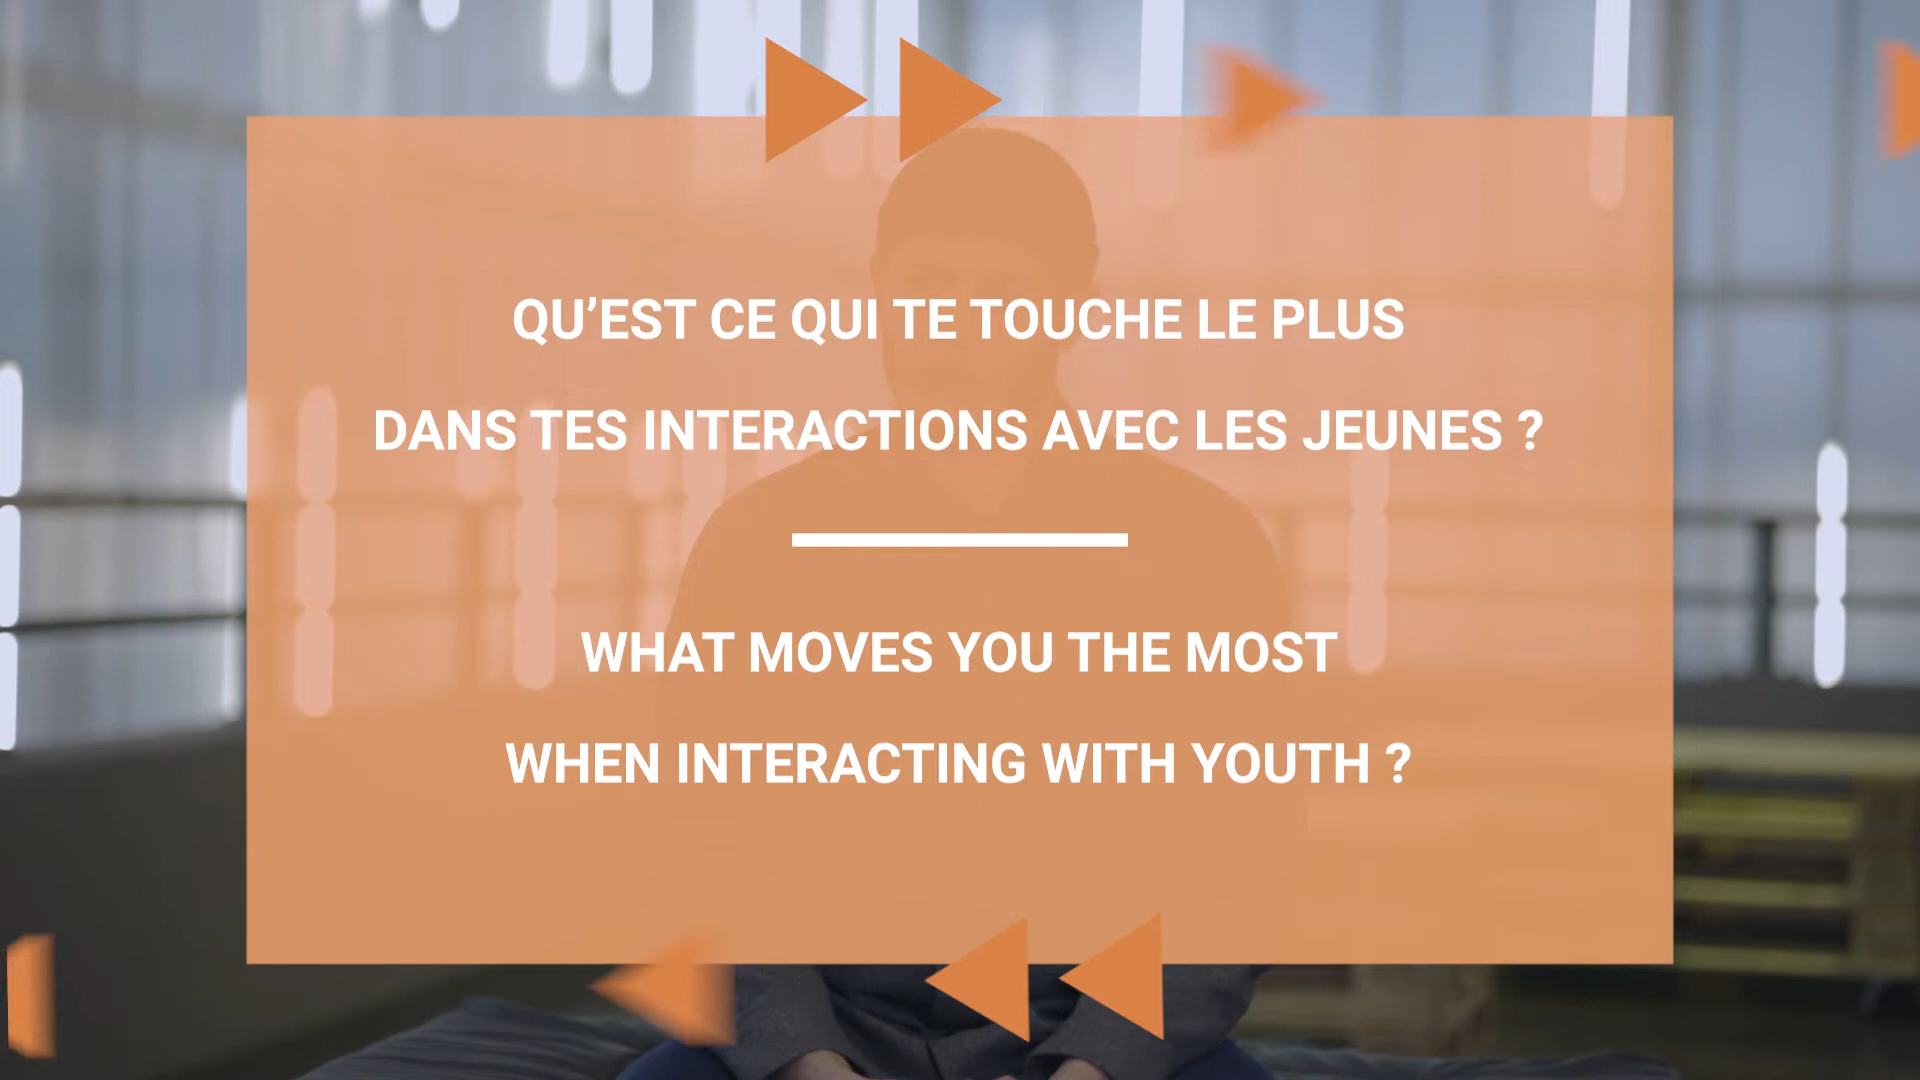 QU’EST CE QUI TE TOUCHE LE PLUS
DANS TES INTERACTIONS AVEC LES JEUNES ?
WHAT MOVES YOU THE MOST
WHEN INTERACTING WITH YOUTH ?